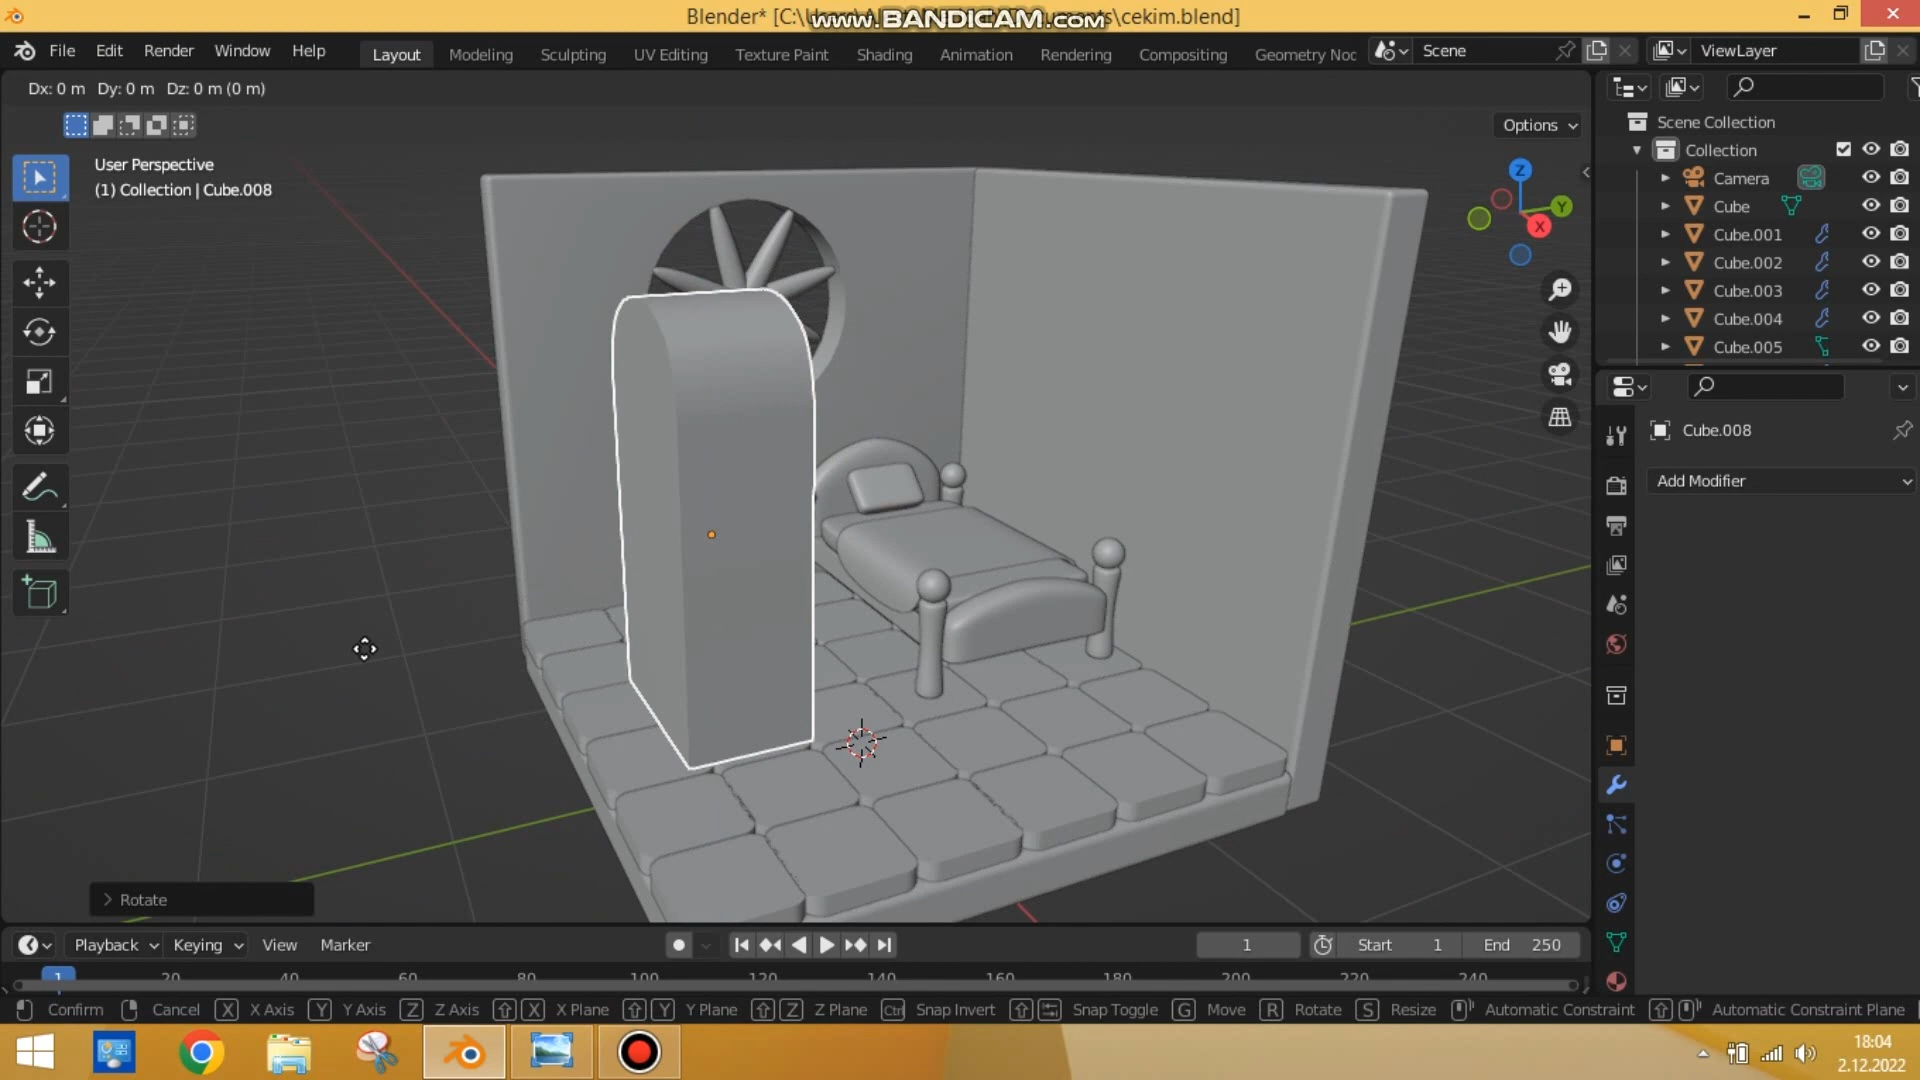 Blender* [C:\Users\
www.BANDICAM.com
\cekim.blend]
File Edit Render Window Help
Layout Modeling Sculpting UV Editing Texture Paint Shading Animation Rendering Compositing Geometry Noc
Scene
ViewLayer
Dx: 0 m Dy: 0 m Dz: 0 m (0 m)
Options
User Perspective
(1) Collection | Cube.008
Z
Y
X
Scene Collection
Collection
Camera
Cube
Cube.001
Cube.002
Cube.003
Cube.004
Cube.005
Cube.008
Add Modifier
Rotate
Playback Keying View Marker
1
Start 1
End 250
1 20 40 60 80 100 120 140 160 180 200 220 240
Confirm Cancel X X Axis Y Y Axis Z Z Axis X X Plane Y Y Plane Z Z Plane Ctrl Snap Invert Snap Toggle G Move R Rotate S Resize Automatic Constraint Automatic Constraint Plane
18:04
2.12.2022